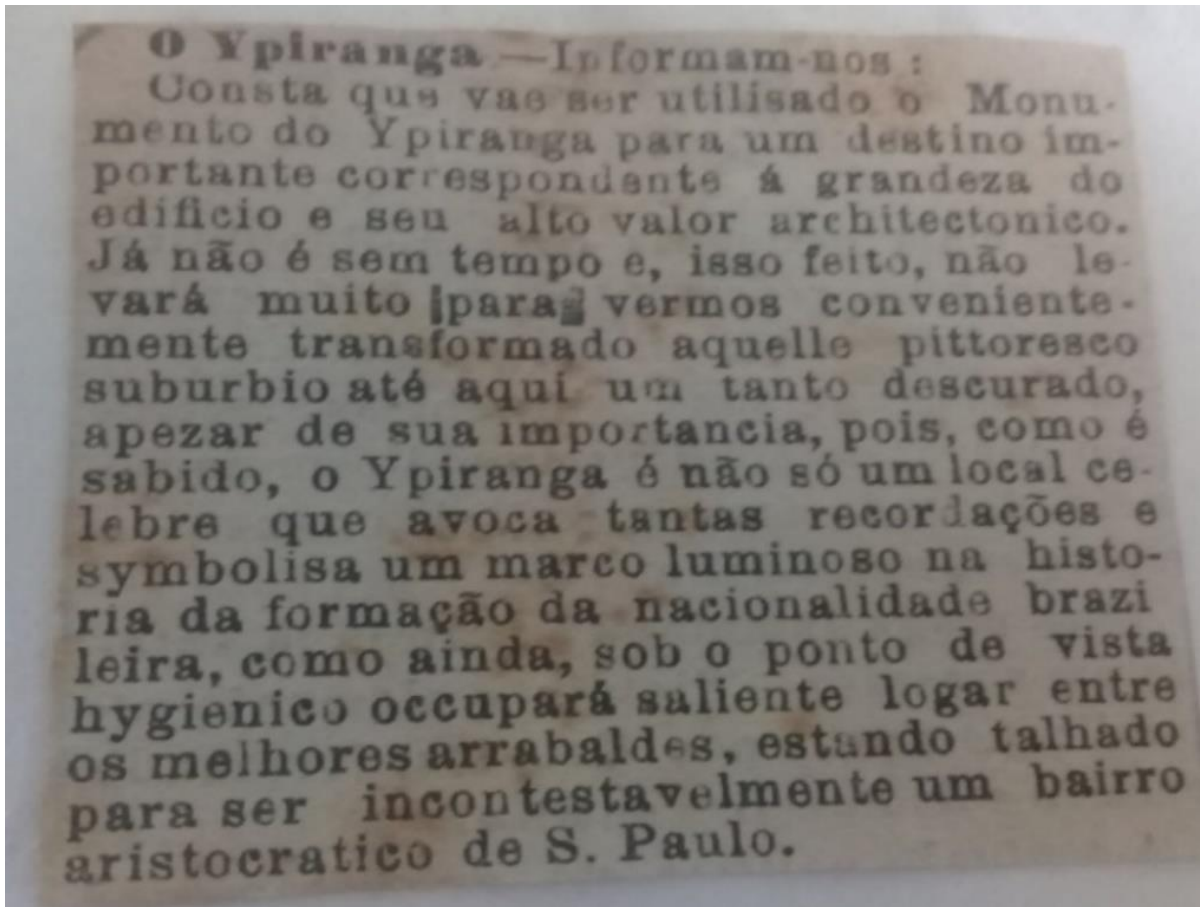 O Ypiranga —Informam-nos :
Consta que vae ser utilisado o Monu-
mento do Ypiranga para um destino im-
portante correspondente á grandeza do
edificio e seu alto valor architectonico.
Já não é sem tempo e, isso feito, não le-
vará muito para vermos conveniente-
mente transformado aquelle pittoresco
suburbio até aqui um tanto descurado,
apezar de sua importancia, pois, como é
sabido, o Ypiranga é não só um local ce-
lebre que avoca tantas recordações e
symbolisa um marco luminoso na histo-
ria da formação da nacionalidade brazi
leira, como ainda, sob o ponto de vista
hygienico occupará saliente logar entre
os melhores arrabaldes, estando talhado
para ser incontestavelmente um bairro
aristocratico de S. Paulo.